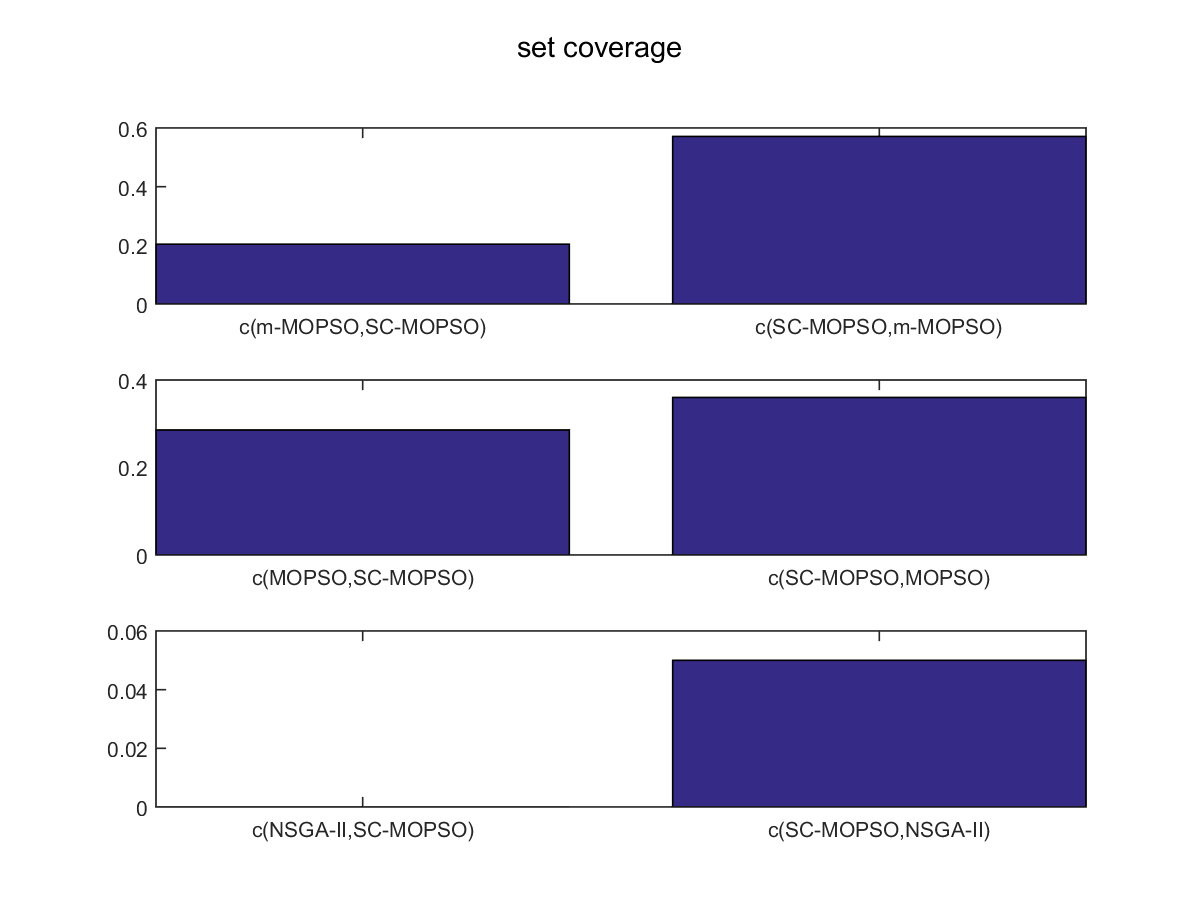 set coverage
0.6
0.4
0.2
0
c(m-MOPSO,SC-MOPSO) c(SC-MOPSO,m-MOPSO)
0.4
0.2
0
c(MOPSO,SC-MOPSO) c(SC-MOPSO,MOPSO)
0.06
0.04
0.02
0
c(NSGA-II,SC-MOPSO) c(SC-MOPSO,NSGA-II)